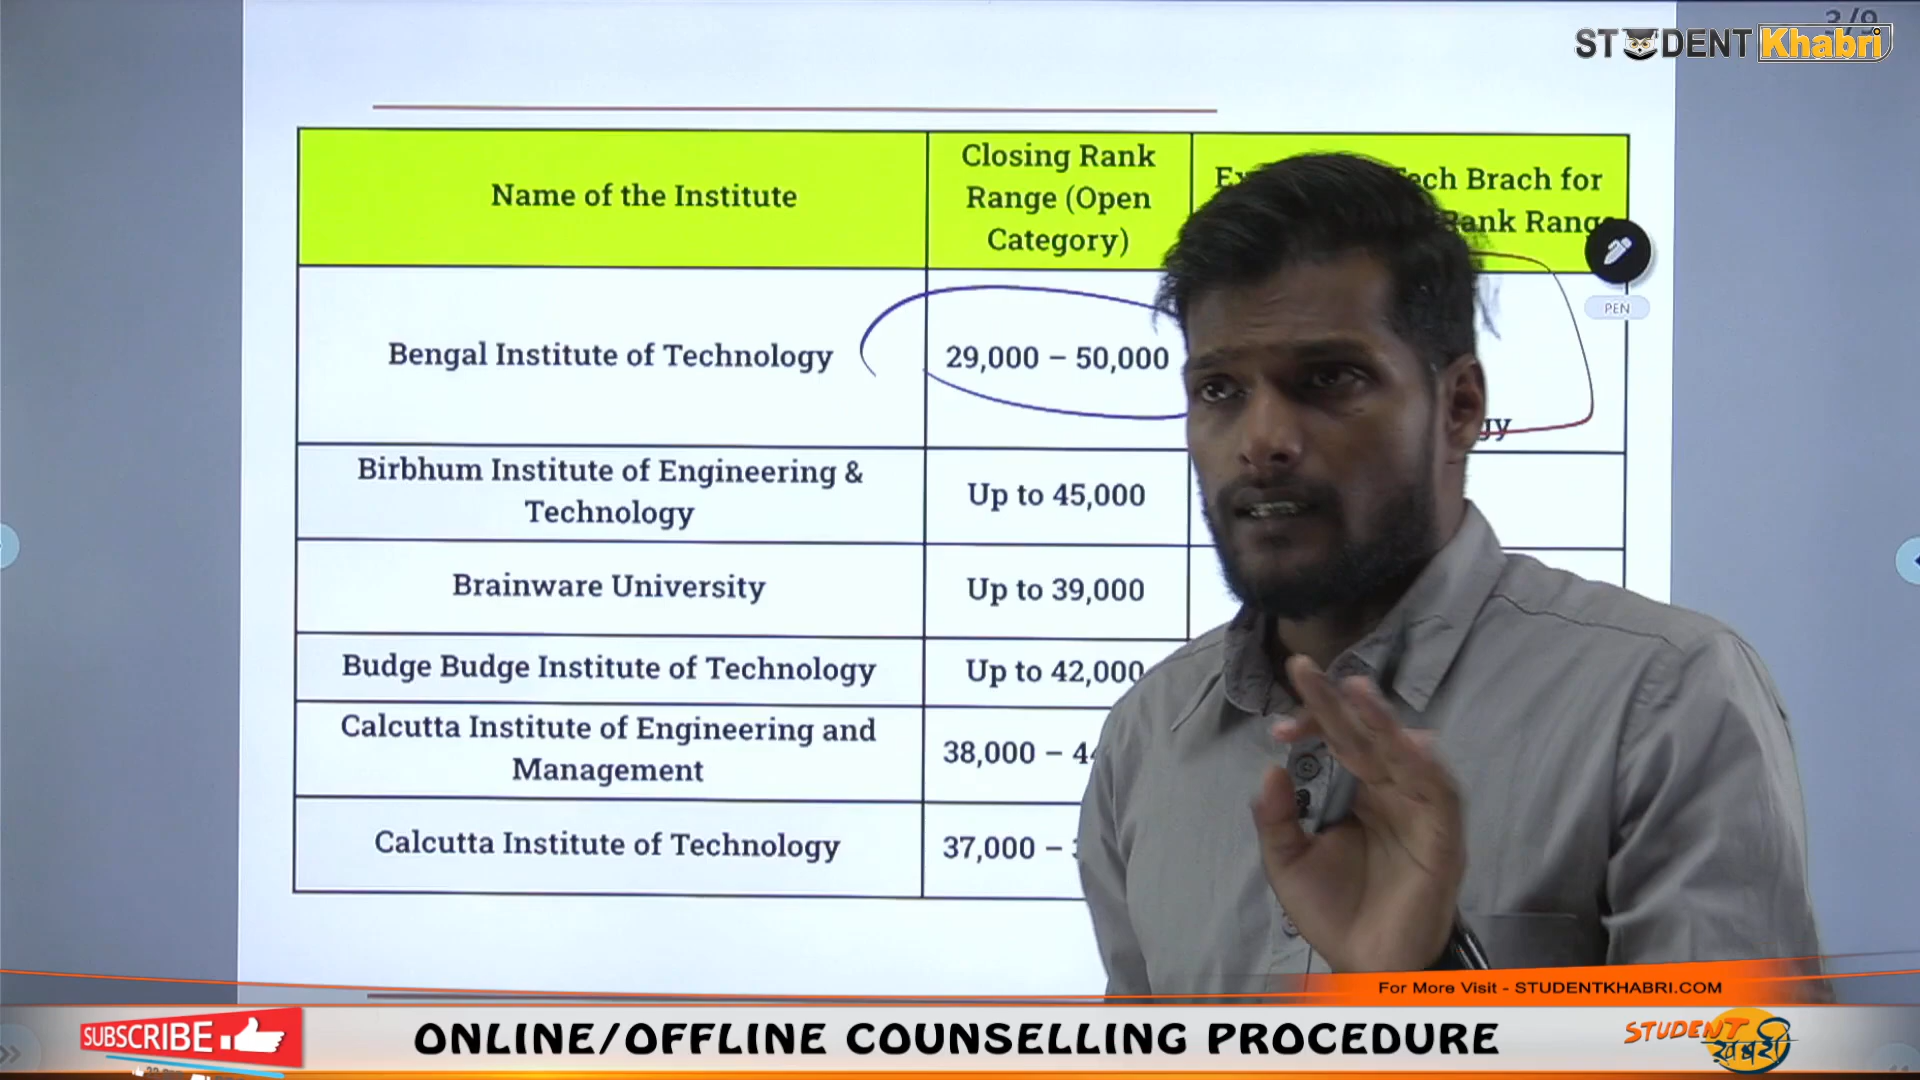 3/9
STUDENT Khabri
Name of the Institute
Closing Rank
Range (Open
Category)
Brach for
Rank
PEN
Bengal Institute of Technology
29,000 – 50,000
Birbhum Institute of Engineering &
Technology
Up to 45,000
Brainware University
Up to 39,000
Budge Budge Institute of Technology
Up to 42,000
Calcutta Institute of Engineering and
Management
38,000 –
Calcutta Institute of Technology
37,000 –
For More Visit - STUDENTKHABRI.COM
SUBSCRIBE
ONLINE/OFFLINE COUNSELLING PROCEDURE
STUDENT
खबरी